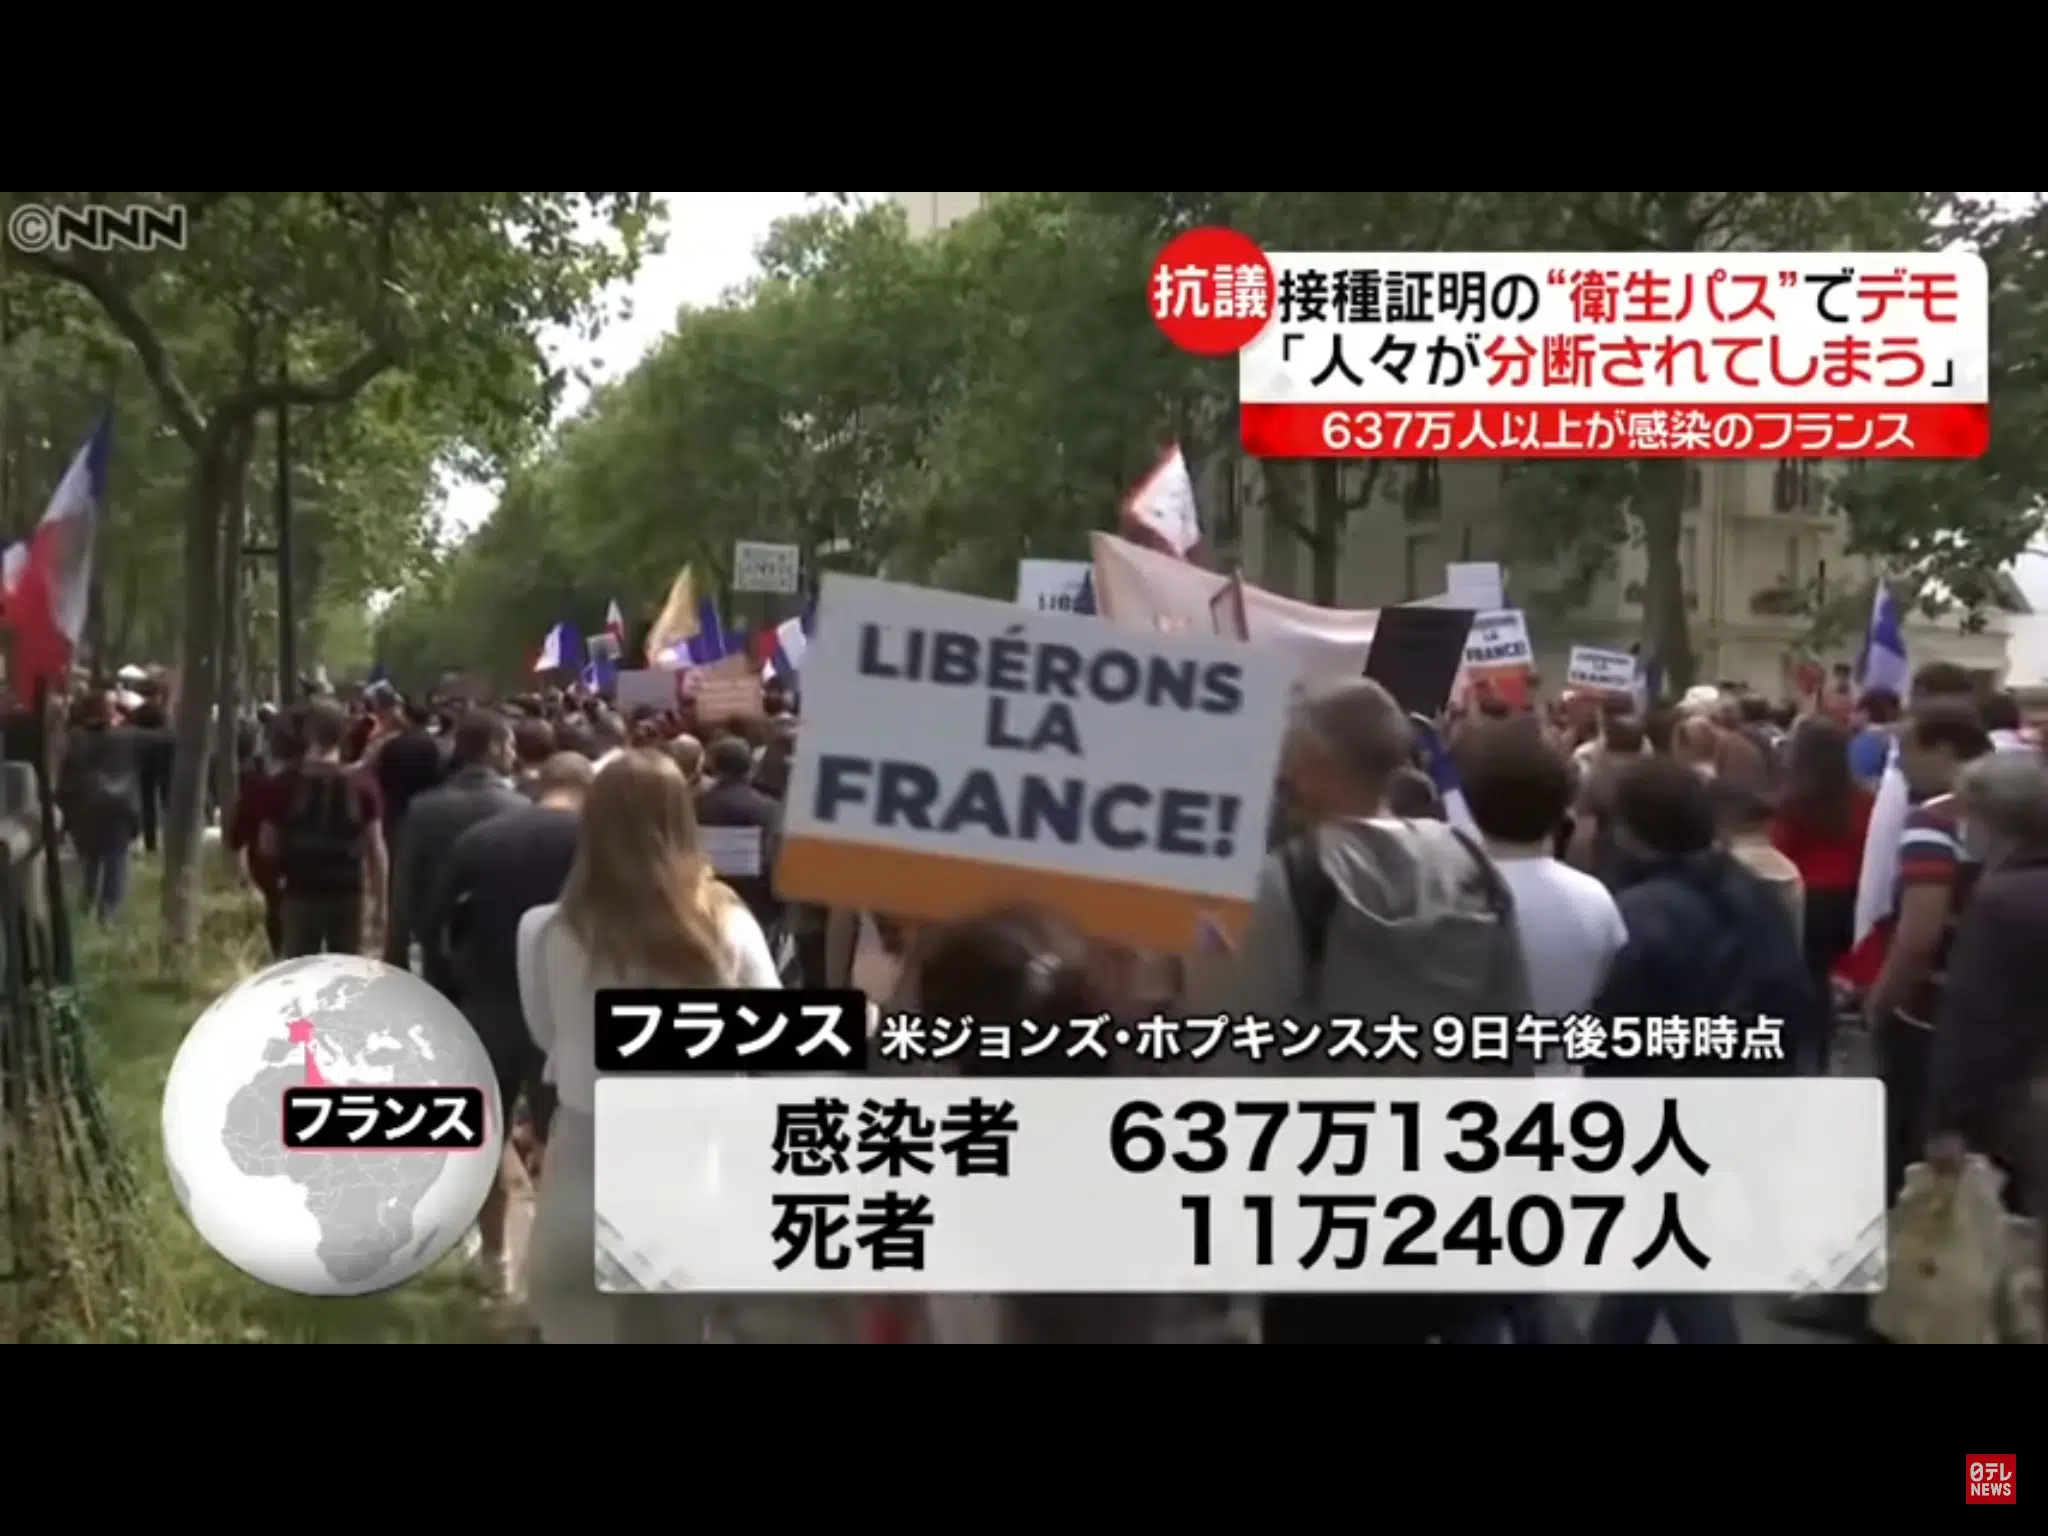 ©NNN
抗議
接種証明の“衛生パス”でデモ
「人々が分断されてしまう」
637万人以上が感染のフランス
LIBÉRONS
LA
FRANCE!
LA
FRANCE!
フランス
フランス 米ジョンズ・ホプキンス大 9日午後5時時点
感染者 637万1349人
死者 11万2407人
日テレ
NEWS